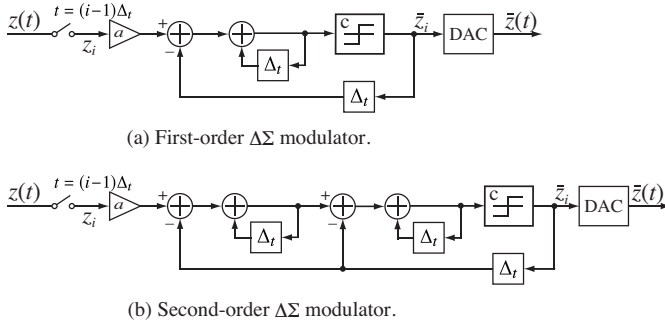 z(t) t = (i−1)Δt zi a + − Δt c z̄i DAC z̄(t)
Δt
(a) First-order ΔΣ modulator.
z(t) t = (i−1)Δt zi a + − Δt + − Δt c z̄i DAC z̄(t)
Δt
(b) Second-order ΔΣ modulator.